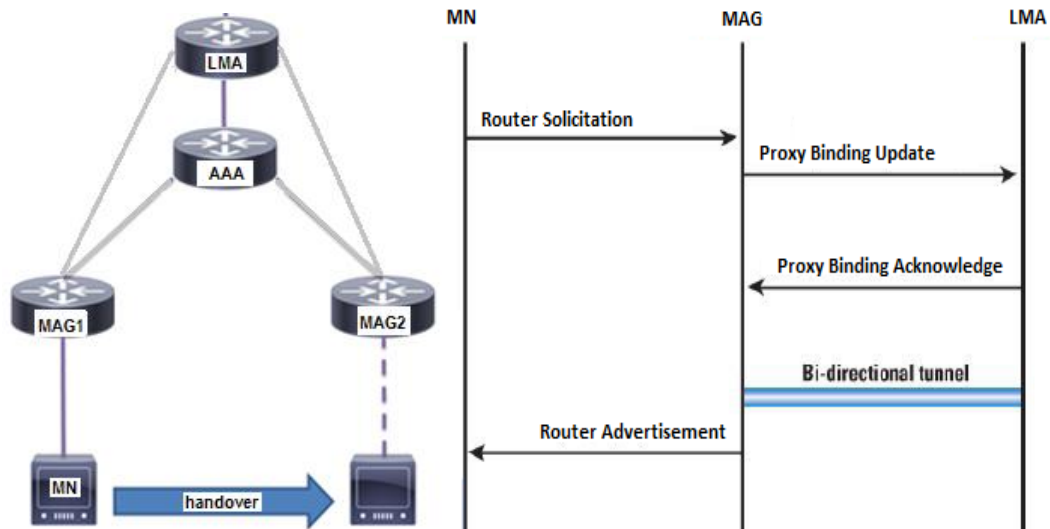 LMA
AAA
MAG1
MAG2
MN
handover
MN
MAG
LMA
Router Solicitation
Proxy Binding Update
Proxy Binding Acknowledge
Bi-directional tunnel
Router Advertisement